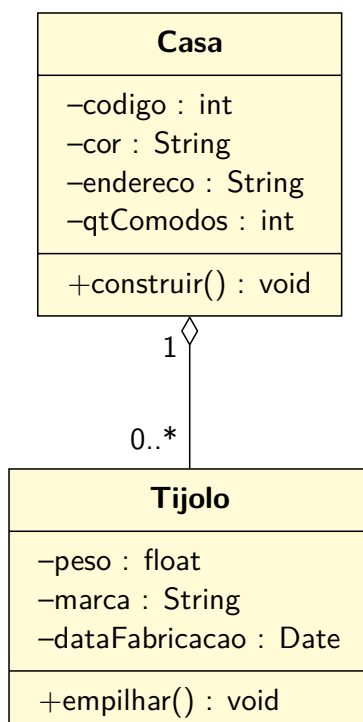 Casa
–codigo : int
–cor : String
–endereco : String
–qtComodos : int
+construir() : void
1
0..*
Tijolo
–peso : float
–marca : String
–dataFabricacao : Date
+empilhar() : void